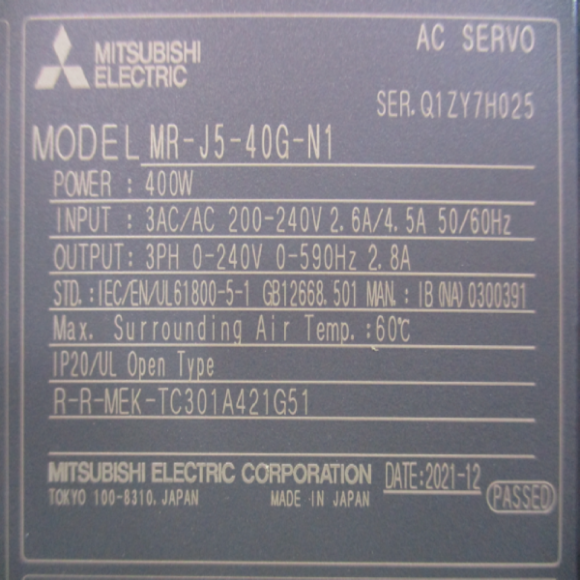 MITSUBISHI
ELECTRIC
AC SERVO
SER.Q1ZY7H025
MODEL MR-J5-40G-N1
POWER : 400W
INPUT : 3AC/AC 200-240V 2.6A/4.5A 50/60Hz
OUTPUT: 3PH 0-240V 0-590Hz 2.8A
STD.:IEC/EN/UL61800-5-1 GB12668.501 MAN.: IB(NA)0300391
Max. Surrounding Air Temp.:60℃
IP20/UL Open Type
R-R-MEK-TC301A421G51
MITSUBISHI ELECTRIC CORPORATION DATE:2021-12
TOKYO 100-8310, JAPAN MADE IN JAPAN PASSED